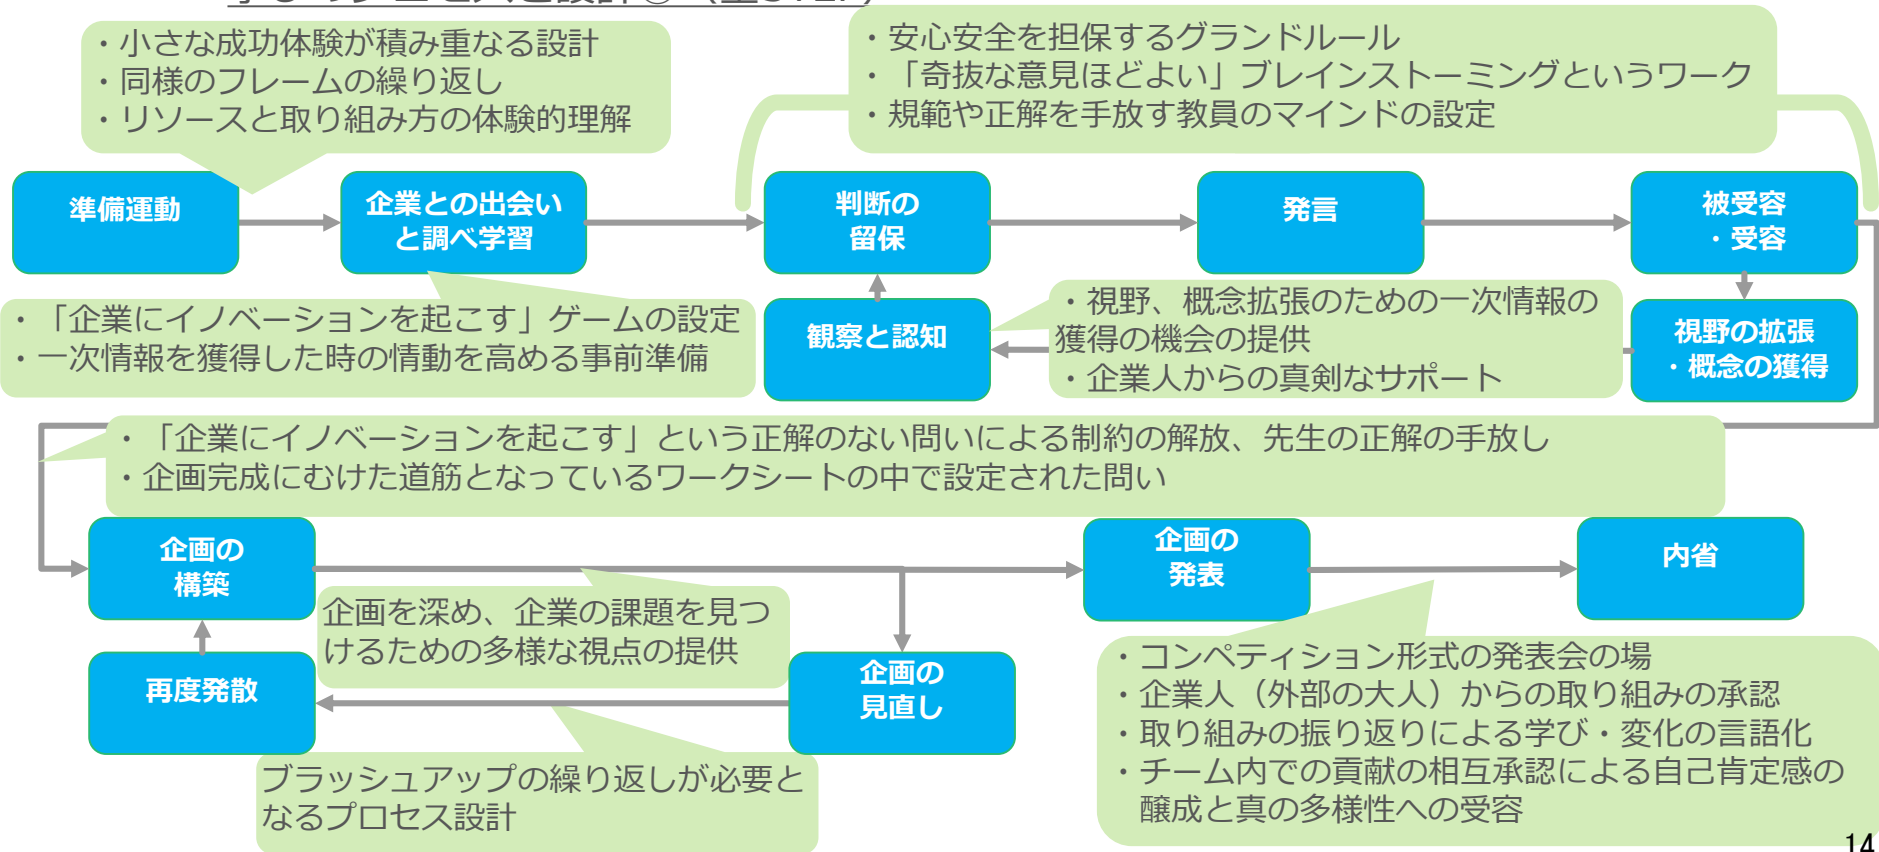 ・小さな成功体験が積み重なる設計
・同様のフレームの繰り返し
・リソースと取り組み方の体験的理解
・安心安全を担保するグランドルール
・「奇抜な意見ほどよい」ブレインストーミングというワーク
・規範や正解を手放す教員のマインドの設定
準備運動
企業との出会い
と調べ学習
判断の
留保
発言
被受容
・受容
・「企業にイノベーションを起こす」ゲームの設定
・一次情報を獲得した時の情動を高める事前準備
観察と認知
・視野、概念拡張のための一次情報の
獲得の機会の提供
・企業人からの真剣なサポート
視野の拡張
・概念の獲得
・「企業にイノベーションを起こす」という正解のない問いによる制約の解放、先生の正解の手放し
・企画完成にむけた道筋となっているワークシートの中で設定された問い
企画の
構築
企画の
発表
内省
企画を深め、企業の課題を見つ
けるための多様な視点の提供
再度発散
企画の
見直し
ブラッシュアップの繰り返しが必要と
なるプロセス設計
・コンペティション形式の発表会の場
・企業人（外部の大人）からの取り組みの承認
・取り組みの振り返りによる学び・変化の言語化
・チーム内での貢献の相互承認による自己肯定感の
醸成と真の多様性への受容
14